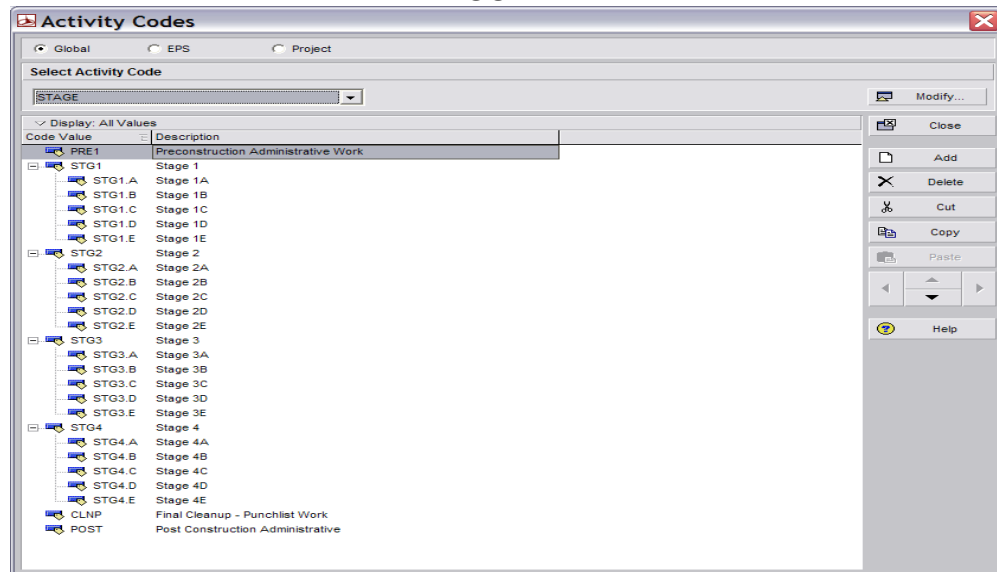 Activity Codes
Global EPS Project
Select Activity Code
STAGE Modify...
Display: All Values Close
Code Value Description
PRE1 Preconstruction Administrative Work Add
STG1 Stage 1
STG1.A Stage 1A Delete
STG1.B Stage 1B
STG1.C Stage 1C Cut
STG1.D Stage 1D Copy
STG1.E Stage 1E
STG2 Stage 2 Paste
STG2.A Stage 2A
STG2.B Stage 2B
STG2.C Stage 2C
STG2.D Stage 2D
STG2.E Stage 2E Help
STG3 Stage 3
STG3.A Stage 3A
STG3.B Stage 3B
STG3.C Stage 3C
STG3.D Stage 3D
STG3.E Stage 3E
STG4 Stage 4
STG4.A Stage 4A
STG4.B Stage 4B
STG4.C Stage 4C
STG4.D Stage 4D
STG4.E Stage 4E
CLNP Final Cleanup - Punchlist Work
POST Post Construction Administrative